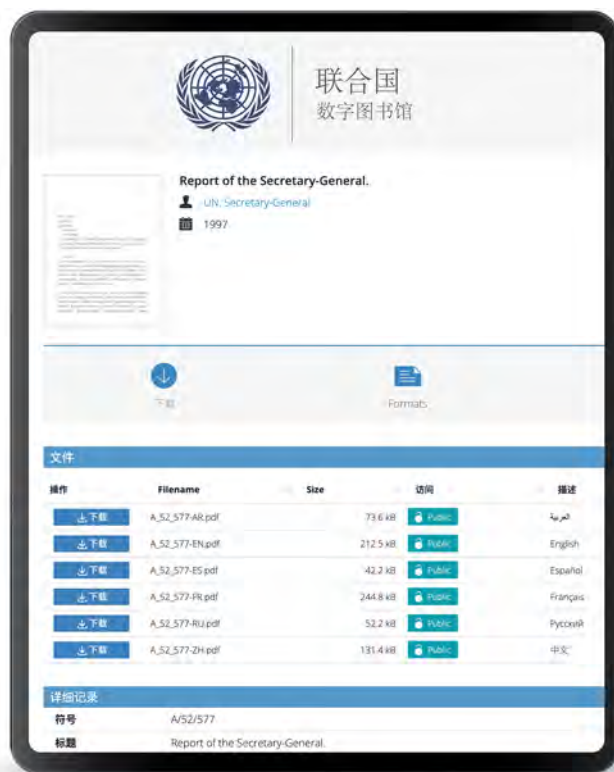 联合国
数字图书馆
Report of the Secretary-General.
UN. Secretary-General
1997
下载
Formats
文件
操作 Filename Size 访问 描述
下载 A_52_577-AR.pdf 73.6 kB Public العربية
下载 A_52_577-EN.pdf 212.5 kB Public English
下载 A_52_577-ES.pdf 42.2 kB Public Español
下载 A_52_577-FR.pdf 244.8 kB Public Français
下载 A_52_577-RU.pdf 52.2 kB Public Русский
下载 A_52_577-ZH.pdf 131.4 kB Public 中文
详细记录
符号 A/52/577
标题 Report of the Secretary-General.